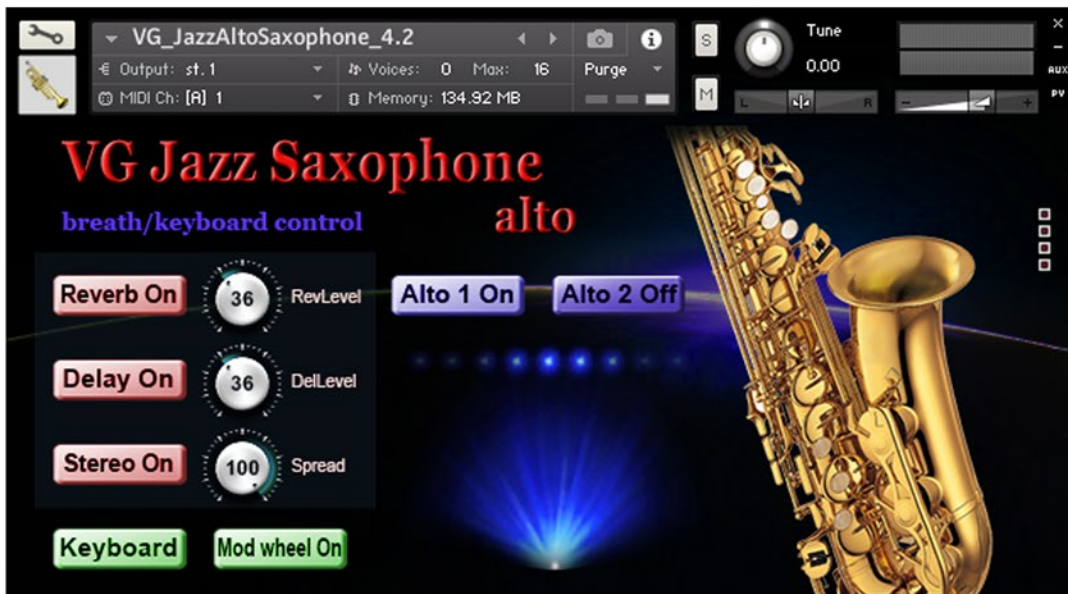 VG_JazzAltoSaxophone_4.2
S
Tune
0.00
Output: st.1
Voices: 0 Max: 16
Purge
MIDI Ch: [A] 1
Memory: 134.92 MB
M
L
R
- +
×
–
AUX
PV
VG Jazz Saxophone
alto
breath/keyboard control
Reverb On
36
RevLevel
Alto 1 On
Alto 2 Off
Delay On
36
DelLevel
Stereo On
100
Spread
Keyboard
Mod wheel On